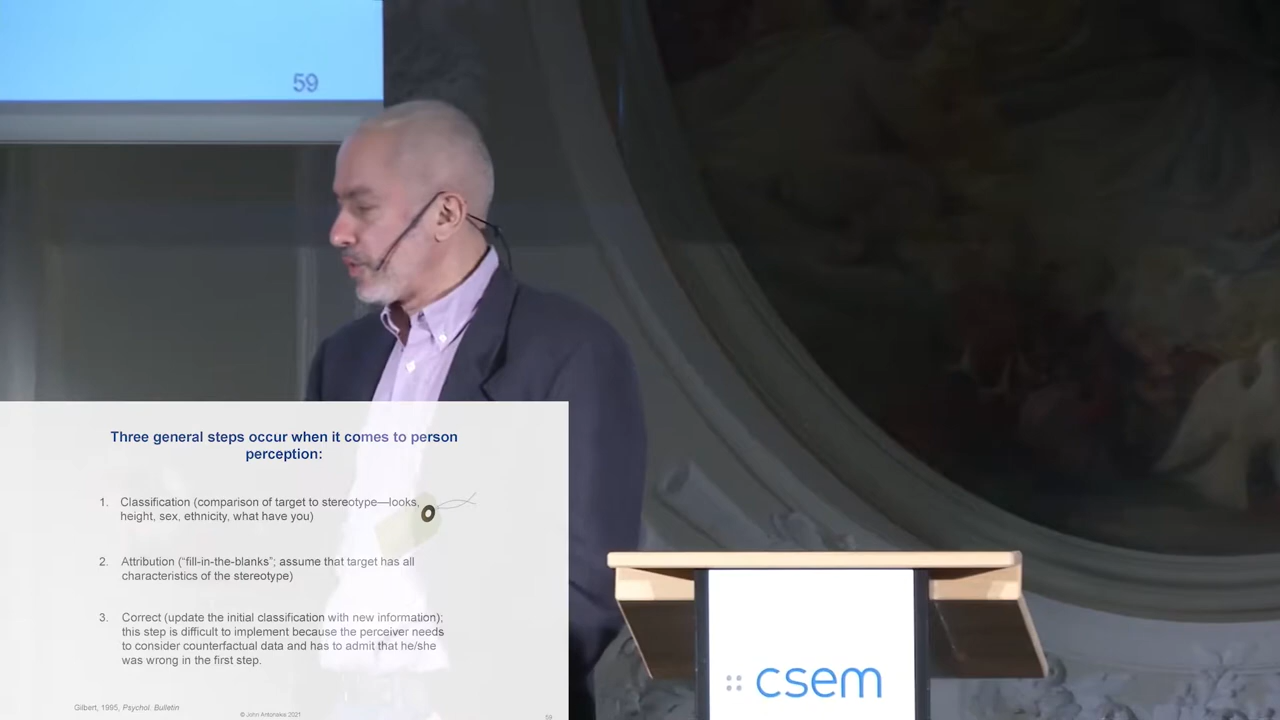 59
Three general steps occur when it comes to person
perception:
1. Classification (comparison of target to stereotype—looks,
height, sex, ethnicity, what have you)
2. Attribution ("fill-in-the-blanks"; assume that target has all
characteristics of the stereotype)
3. Correct (update the initial classification with new information);
this step is difficult to implement because the perceiver needs
to consider counterfactual data and has to admit that he/she
was wrong in the first step.
Gilbert, 1995, Psychol. Bulletin
© John Antonakis 2021
59
csem